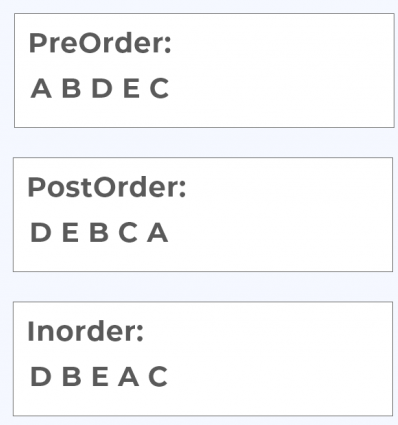 PreOrder:
A B D E C
PostOrder:
D E B C A
Inorder:
D B E A C